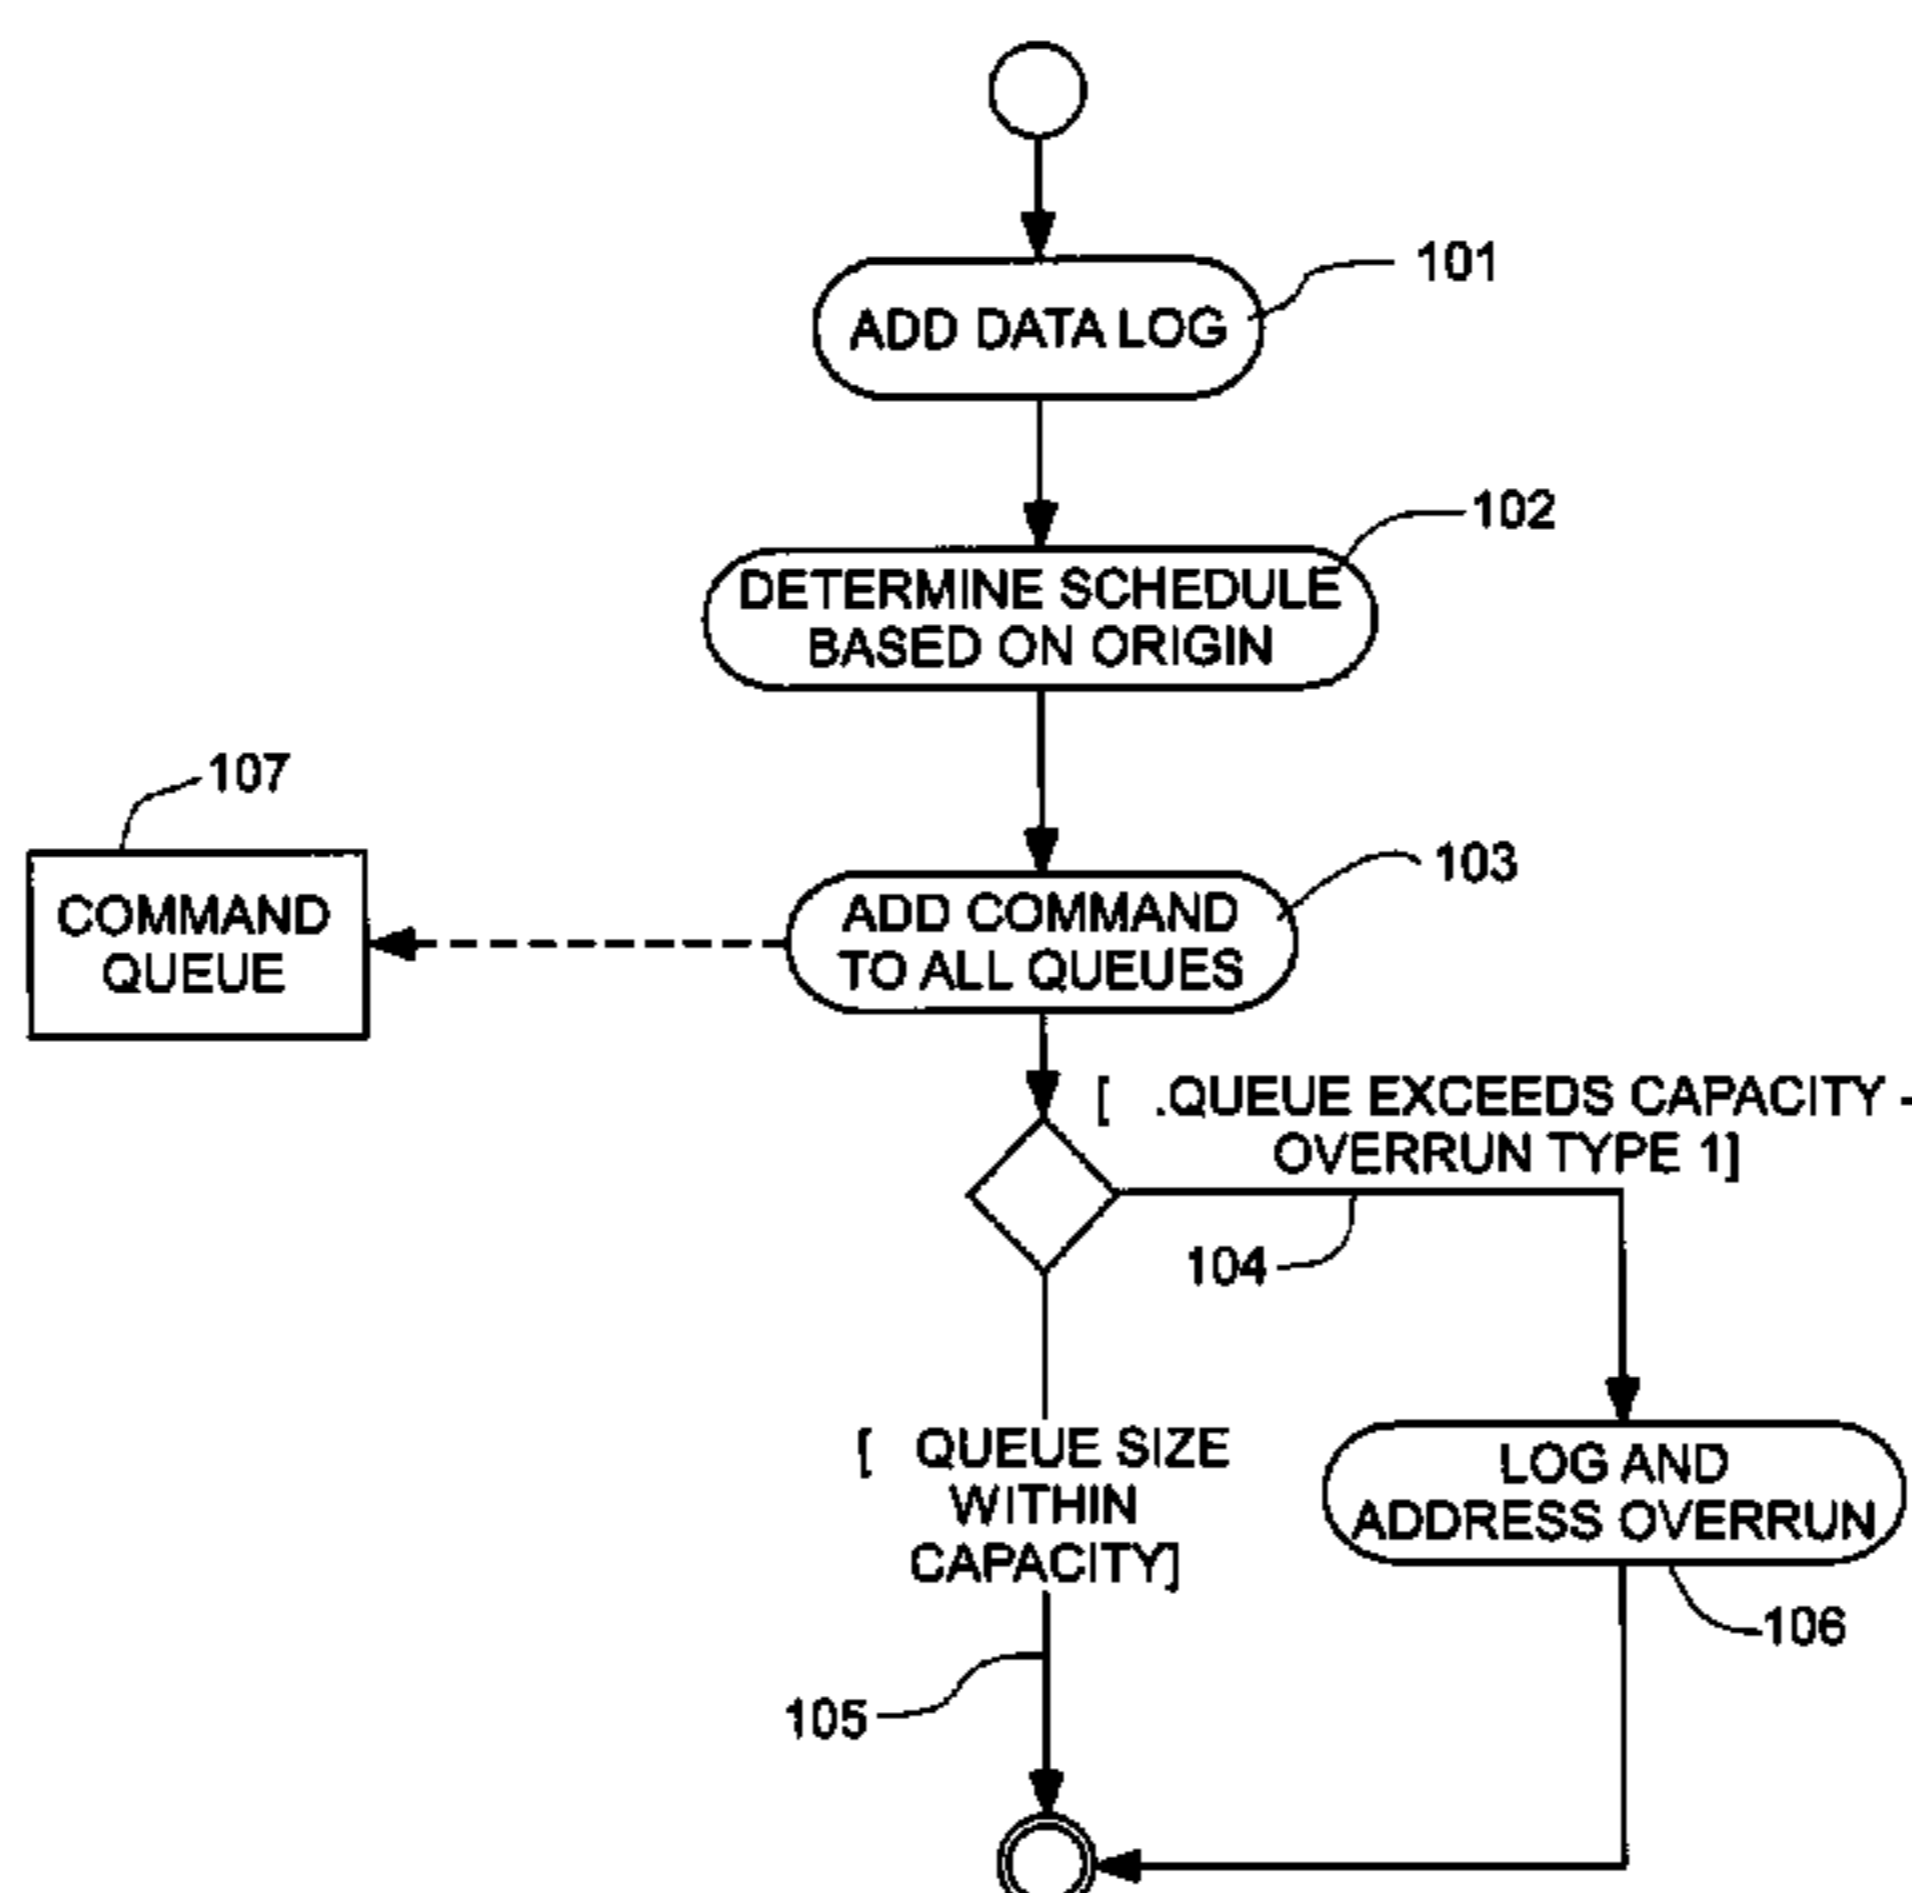 101
ADD DATA LOG
102
DETERMINE SCHEDULE
BASED ON ORIGIN
107
COMMAND
QUEUE
103
ADD COMMAND
TO ALL QUEUES
[ .QUEUE EXCEEDS CAPACITY -
OVERRUN TYPE 1]
104
[ QUEUE SIZE
WITHIN
CAPACITY]
LOG AND
ADDRESS OVERRUN
106
105